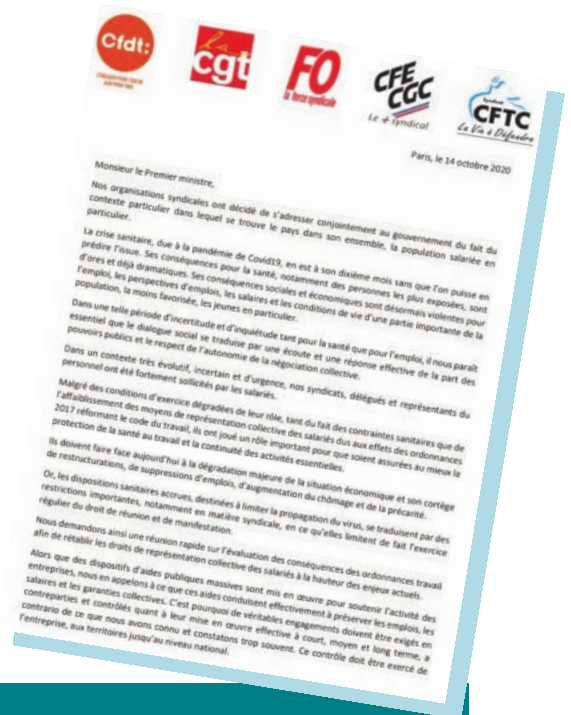 Cfdt:
S'ENGAGER POUR CHACUN
AGIR POUR TOUS
la
cgt
FO
la force syndicale
CFE
CGC
Le + syndical
Syndicat
CFTC
La Vie à Défendre
Paris, le 14 octobre 2020
Monsieur le Premier ministre,
Nos organisations syndicales ont décidé de s'adresser conjointement au gouvernement du fait du
contexte particulier dans lequel se trouve le pays dans son ensemble, la population salariée en
particulier.
La crise sanitaire, due à la pandémie de Covid19, en est à son dixième mois sans que l'on puisse en
prédire l'issue. Ses conséquences pour la santé, notamment des personnes les plus exposées, sont
d'ores et déjà dramatiques. Ses conséquences sociales et économiques sont désormais violentes pour
l'emploi, les perspectives d'emplois, les salaires et les conditions de vie d'une partie importante de la
population, la moins favorisée, les jeunes en particulier.
Dans une telle période d'incertitude et d'inquiétude tant pour la santé que pour l'emploi, il nous paraît
essentiel que le dialogue social se traduise par une écoute et une réponse effective de la part des
pouvoirs publics et le respect de l'autonomie de la négociation collective.
Dans un contexte très évolutif, incertain et d'urgence, nos syndicats, délégués et représentants du
personnel ont été fortement sollicités par les salariés.
Malgré des conditions d'exercice dégradées de leur rôle, tant du fait des contraintes sanitaires que de
l'affaiblissement des moyens de représentation collective des salariés dus aux effets des ordonnances
2017 réformant le code du travail, ils ont joué un rôle important pour que soient assurées au mieux la
protection de la santé au travail et la continuité des activités essentielles.
Ils doivent faire face aujourd'hui à la dégradation majeure de la situation économique et son cortège
de restructurations, de suppressions d'emplois, d'augmentation du chômage et de la précarité.
Or, les dispositions sanitaires accrues, destinées à limiter la propagation du virus, se traduisent par des
restrictions importantes, notamment en matière syndicale, en ce qu'elles limitent de fait l'exercice
régulier du droit de réunion et de manifestation.
Nous demandons ainsi une réunion rapide sur l'évaluation des conséquences des ordonnances travail
afin de rétablir les droits de représentation collective des salariés à la hauteur des enjeux actuels.
Alors que des dispositifs d'aides publiques massives sont mis en œuvre pour soutenir l'activité des
entreprises, nous en appelons à ce que ces aides conduisent effectivement à préserver les emplois, les
salaires et les garanties collectives. C'est pourquoi de véritables engagements doivent être exigés en
contreparties et contrôlés quant à leur mise en œuvre effective à court, moyen et long terme, a
contrario de ce que nous avons connu et constatons trop souvent. Ce contrôle doit être exercé de
l'entreprise, aux territoires jusqu'au niveau national.